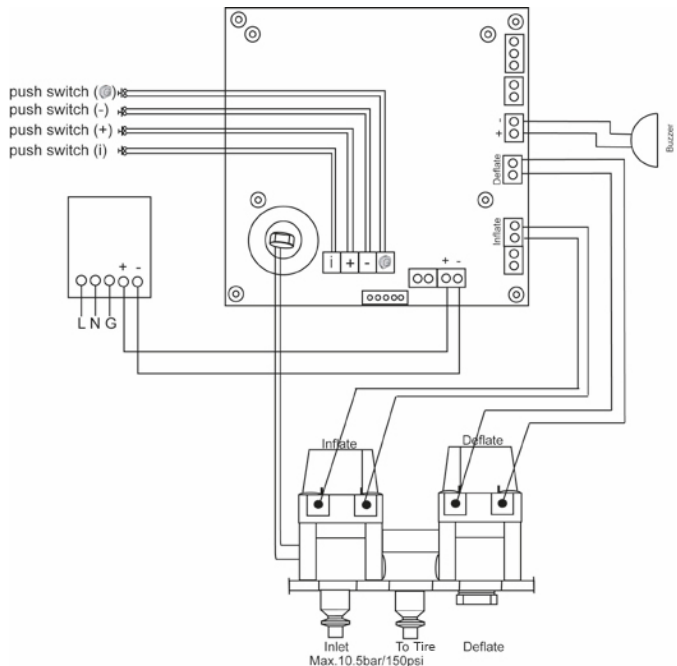 push switch ( )
push switch (-)
push switch (+)
push switch (i)
- +
Buzzer
Deflate
Inflate
i + -
+ -
+ -
L N G
Inflate
Deflate
Inlet
To Tire
Deflate
Max.10.5bar/150psi